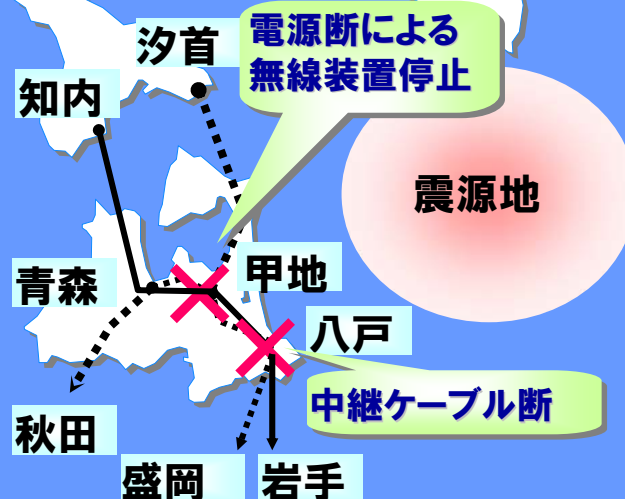 電源断による
無線装置停止
汐首
知内
震源地
甲地
青森
八戸
中継ケーブル断
秋田
盛岡
岩手